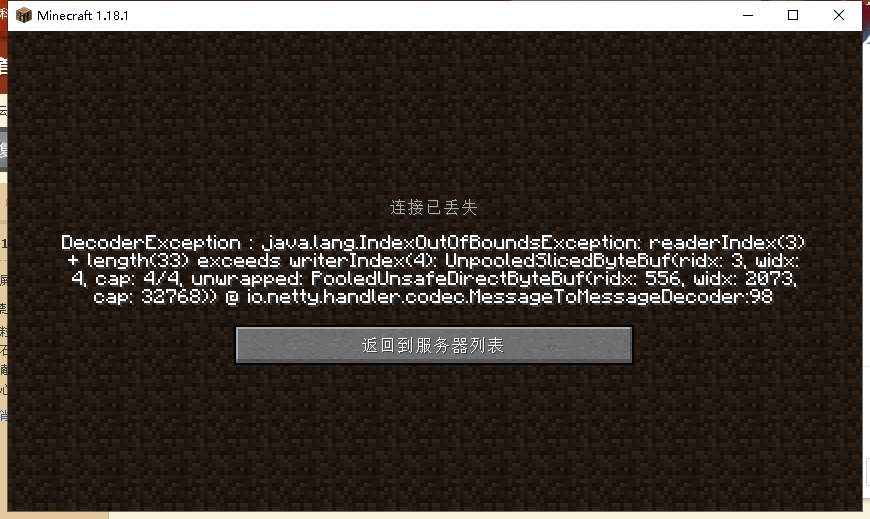 Minecraft 1.18.1
连接已丢失
DecoderException : java.lang.IndexOutOfBoundsException: readerIndex(3)
+ length(33) exceeds writerIndex(4): UnpooledSlicedByteBuf(ridx: 3, widx:
4, cap: 4/4, unwrapped: PooledUnsafeDirectByteBuf(ridx: 556, widx: 2073,
cap: 32768)) @ io.netty.handler.codec.MessageToMessageDecoder:98
返回到服务器列表